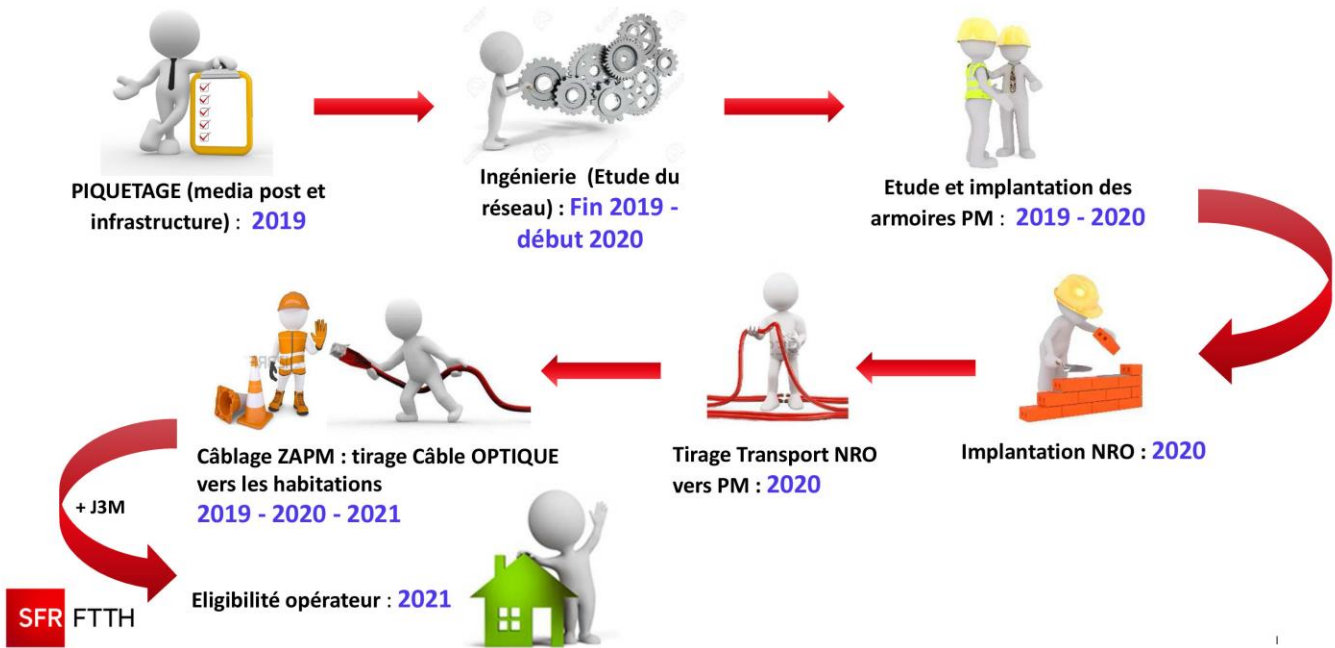 PIQUETAGE (media post et
infrastructure) : 2019
Ingénierie (Etude du
réseau) : Fin 2019 -
début 2020
Etude et implantation des
armoires PM : 2019 - 2020
Implantation NRO : 2020
Tirage Transport NRO
vers PM : 2020
Câblage ZAPM : tirage Câble OPTIQUE
vers les habitations
2019 - 2020 - 2021
+ J3M
Eligibilité opérateur : 2021
SFR FTTH